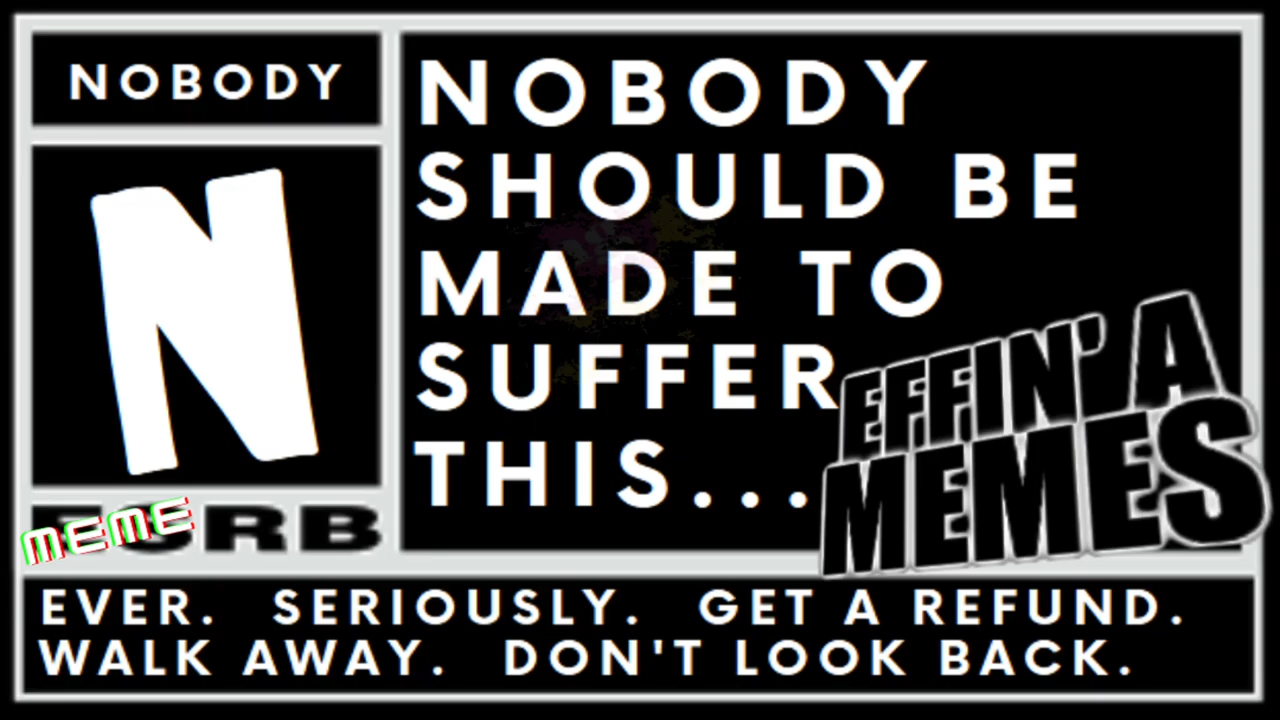 NOBODY
N
MEME
RB
NOBODY
SHOULD BE
MADE TO
SUFFER
THIS...
EFFIN' A
MEMES
EVER. SERIOUSLY. GET A REFUND.
WALK AWAY. DON'T LOOK BACK.